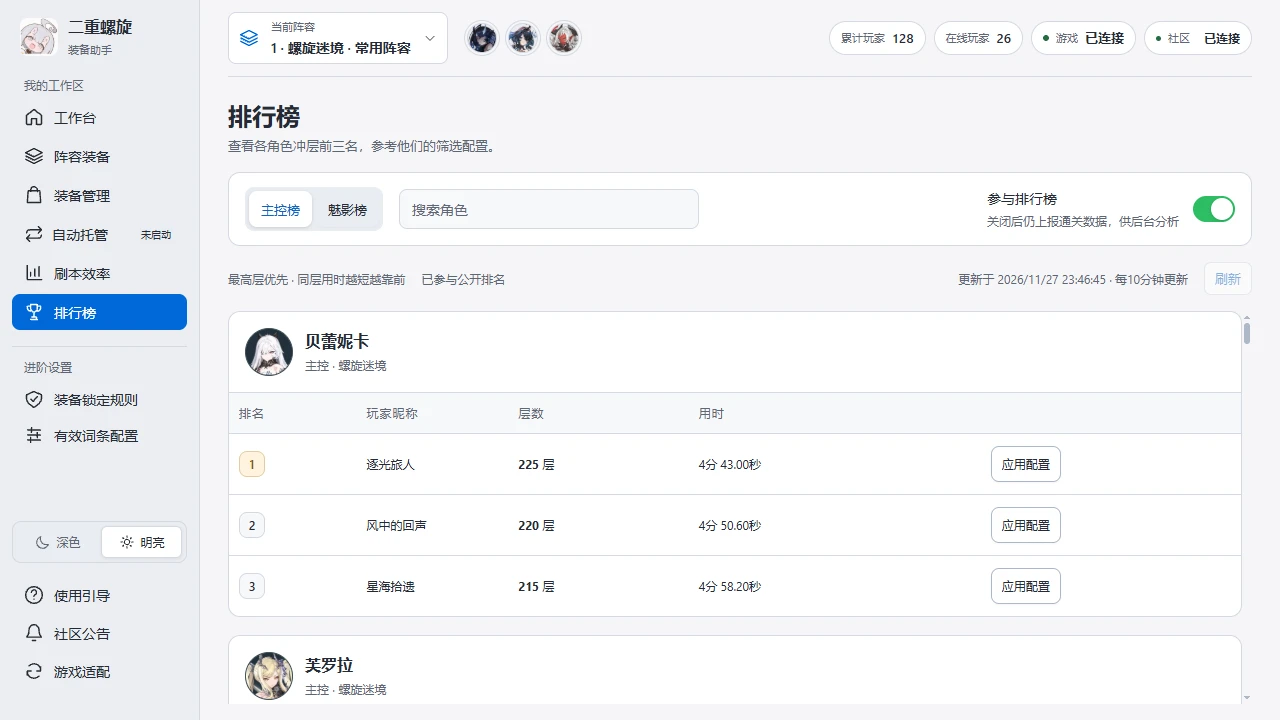 二重螺旋
装备助手
我的工作区
工作台
阵容装备
装备管理
自动托管 未启动
刷本效率
排行榜
进阶设置
装备锁定规则
有效词条配置
深色 明亮
使用引导
社区公告
游戏适配
当前阵容
1 · 螺旋迷境 · 常用阵容
累计玩家 128
在线玩家 26
游戏 已连接
社区 已连接
排行榜
查看各角色冲层前三名，参考他们的筛选配置。
主控榜 魅影榜 搜索角色
参与排行榜
关闭后仍上报通关数据，供后台分析
最高层优先 · 同层用时越短越靠前 已参与公开排名
更新于 2026/11/27 23:46:45 · 每10分钟更新 刷新
贝蕾妮卡
主控 · 螺旋迷境
排名 玩家昵称 层数 用时
1 逐光旅人 225 层 4分 43.00秒 应用配置
2 风中的回声 220 层 4分 50.60秒 应用配置
3 星海拾遗 215 层 4分 58.20秒 应用配置
芙罗拉
主控 · 螺旋迷境